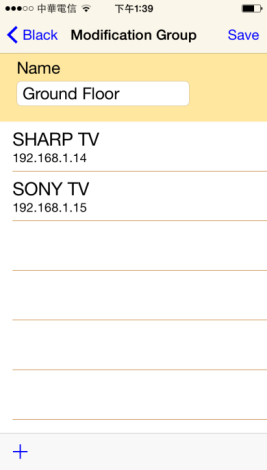 中華電信 下午1:39
Black Modification Group Save
Name
Ground Floor
SHARP TV
192.168.1.14
SONY TV
192.168.1.15
+